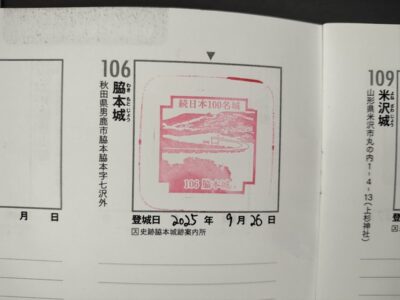 106
わき もと じょう
脇本城
秋田県男鹿市脇本脇本字七沢外
続日本100名城
106 脇本城
登城日 2025 年 9 月 26 日
囚史跡脇本城跡案内所
月 日
109
よね ざわ じょう
米沢城
山形県米沢市丸の内1-4-13(上杉神社)